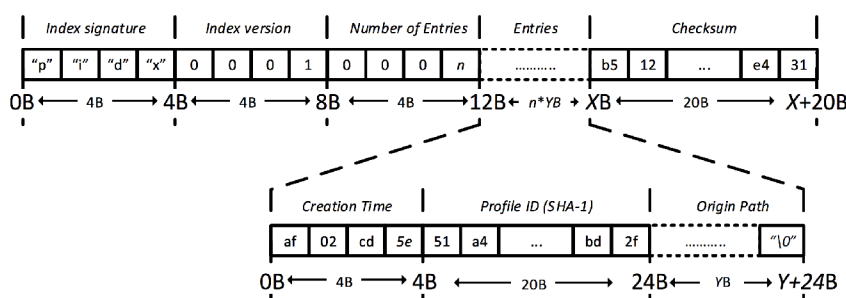 Index signature Index version Number of Entries Entries Checksum
“p” “i” “d” “x” 0 0 0 1 0 0 0 n ........... b5 12 ... e4 31
0B 4B 4B 4B 8B 4B 12B n*YB XB 20B X+20B
Creation Time Profile ID (SHA-1) Origin Path
af 02 cd 5e 51 a4 ... bd 2f ........... “\0”
0B 4B 4B 20B 24B YB Y+24B